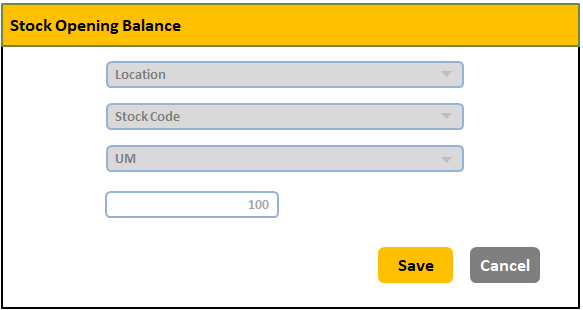 Stock Opening Balance
Location
Stock Code
UM
100
Save
Cancel